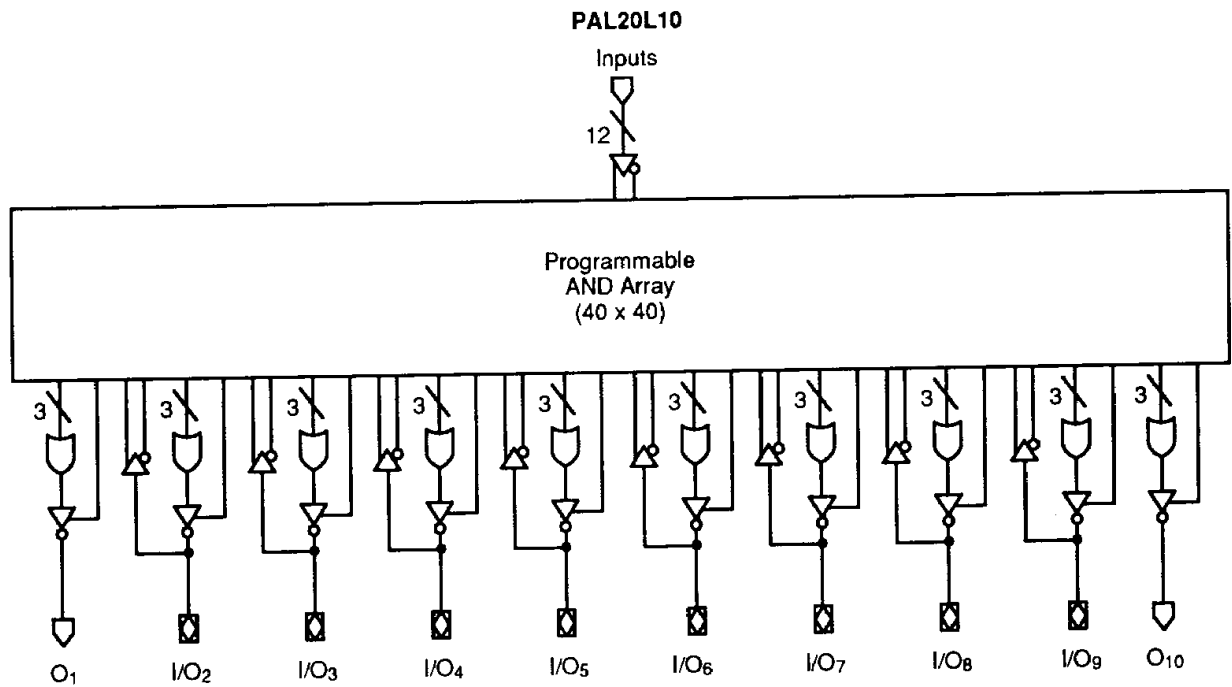 PAL20L10
Inputs
12
Programmable
AND Array
(40 x 40)
3 3 3 3 3 3 3 3 3 3
O₁ I/O₂ I/O₃ I/O₄ I/O₅ I/O₆ I/O₇ I/O₈ I/O₉ O₁₀